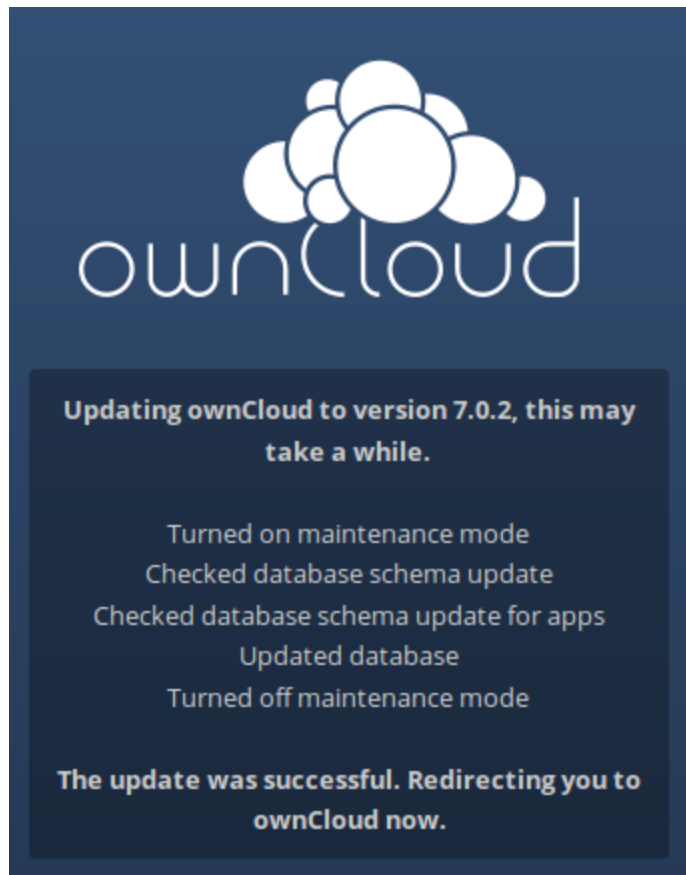 ownCloud
Updating ownCloud to version 7.0.2, this may
take a while.
Turned on maintenance mode
Checked database schema update
Checked database schema update for apps
Updated database
Turned off maintenance mode
The update was successful. Redirecting you to
ownCloud now.